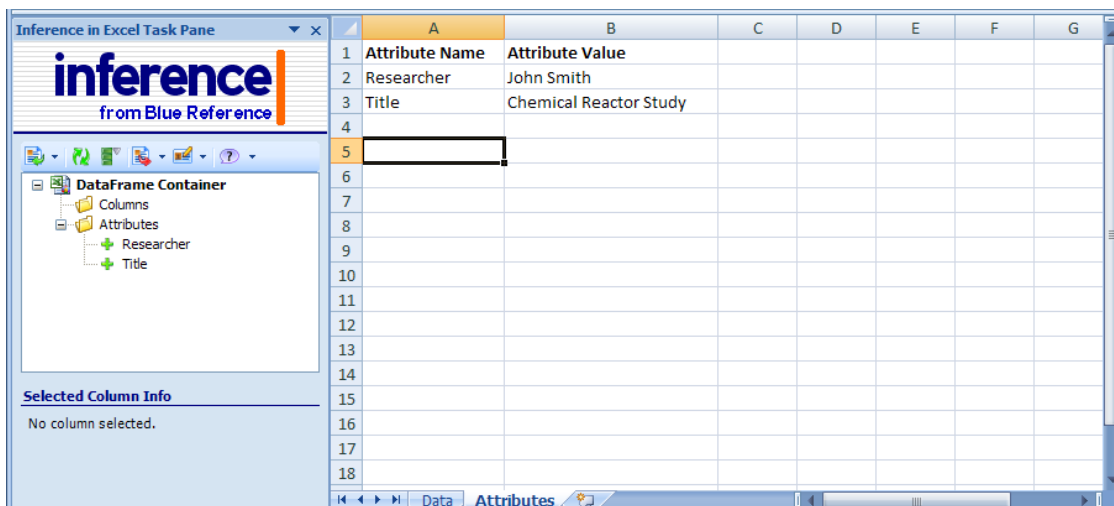 Inference in Excel Task Pane
inference
from Blue Reference
DataFrame Container
Columns
Attributes
Researcher
Title
Selected Column Info
No column selected.
A B C D E F G
1 Attribute Name Attribute Value
2 Researcher John Smith
3 Title Chemical Reactor Study
4
5
6
7
8
9
10
11
12
13
14
15
16
17
18
Data Attributes